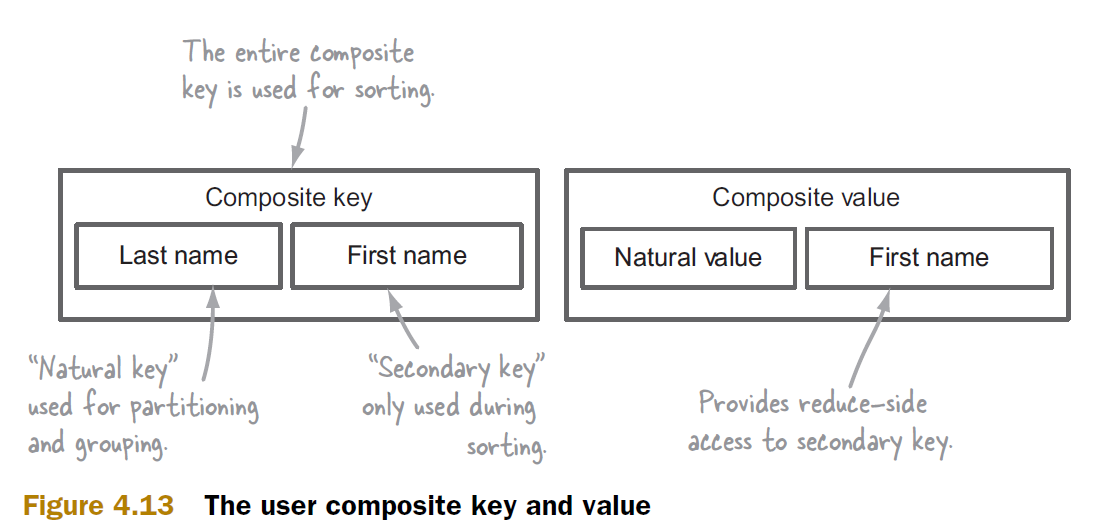 The entire composite
key is used for sorting.
Composite key
Composite value
Last name
First name
Natural value
First name
“Natural key”
used for partitioning
and grouping.
“Secondary key”
only used during
sorting.
Provides reduce–side
access to secondary key.
Figure 4.13 The user composite key and value